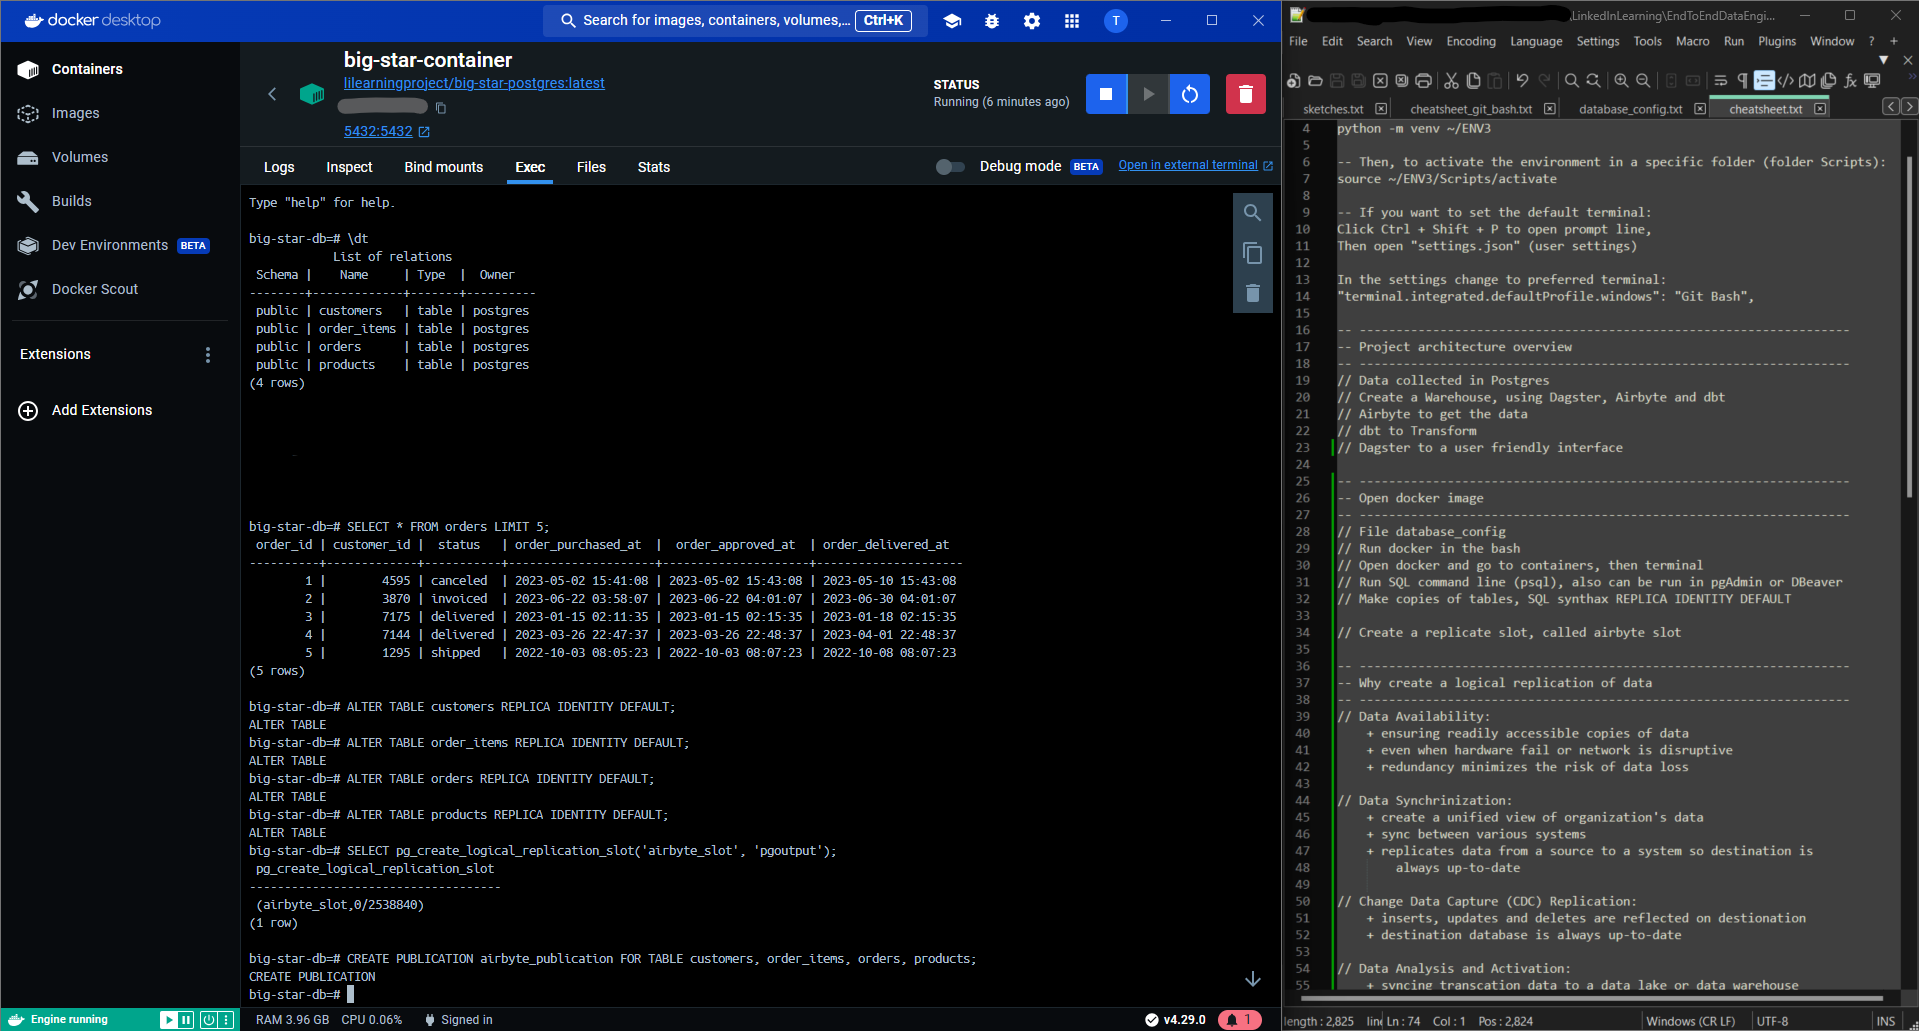 docker desktop
Search for images, containers, volumes,... Ctrl+K
T
Containers
Images
Volumes
Builds
Dev Environments BETA
Docker Scout
Extensions
Add Extensions
big-star-container
lilearningproject/big-star-postgres:latest
5432:5432
STATUS
Running (6 minutes ago)
Logs Inspect Bind mounts Exec Files Stats
Debug mode BETA Open in external terminal
Type "help" for help.
big-star-db=# \dt
List of relations
Schema | Name | Type | Owner
--------+-------------+-------+----------
public | customers | table | postgres
public | order_items | table | postgres
public | orders | table | postgres
public | products | table | postgres
(4 rows)
big-star-db=# SELECT * FROM orders LIMIT 5;
order_id | customer_id | status | order_purchased_at | order_approved_at | order_delivered_at
----------+-------------+-----------+---------------------+---------------------+---------------------
1 | 4595 | canceled | 2023-05-02 15:41:08 | 2023-05-02 15:43:08 | 2023-05-10 15:43:08
2 | 3870 | invoiced | 2023-06-22 03:58:07 | 2023-06-22 04:01:07 | 2023-06-30 04:01:07
3 | 7175 | delivered | 2023-01-15 02:11:35 | 2023-01-15 02:15:35 | 2023-01-18 02:15:35
4 | 7144 | delivered | 2023-03-26 22:47:37 | 2023-03-26 22:48:37 | 2023-04-01 22:48:37
5 | 1295 | shipped | 2022-10-03 08:05:23 | 2022-10-03 08:07:23 | 2022-10-08 08:07:23
(5 rows)
big-star-db=# ALTER TABLE customers REPLICA IDENTITY DEFAULT;
ALTER TABLE
big-star-db=# ALTER TABLE order_items REPLICA IDENTITY DEFAULT;
ALTER TABLE
big-star-db=# ALTER TABLE orders REPLICA IDENTITY DEFAULT;
ALTER TABLE
big-star-db=# ALTER TABLE products REPLICA IDENTITY DEFAULT;
ALTER TABLE
big-star-db=# SELECT pg_create_logical_replication_slot('airbyte_slot', 'pgoutput');
pg_create_logical_replication_slot
------------------------------------
(airbyte_slot,0/2538840)
(1 row)
big-star-db=# CREATE PUBLICATION airbyte_publication FOR TABLE customers, order_items, orders, products;
CREATE PUBLICATION
big-star-db=#
Engine running
RAM 3.96 GB CPU 0.06% Signed in
v4.29.0 1
\LinkedInLearning\EndToEndDataEngi...
File Edit Search View Encoding Language Settings Tools Macro Run Plugins Window ? +
sketches.txt cheatsheet_git_bash.txt database_config.txt cheatsheet.txt
4 python -m venv ~/ENV3
5
6 -- Then, to activate the environment in a specific folder (folder Scripts):
7 source ~/ENV3/Scripts/activate
8
9 -- If you want to set the default terminal:
10 Click Ctrl + Shift + P to open prompt line,
11 Then open "settings.json" (user settings)
12
13 In the settings change to preferred terminal:
14 "terminal.integrated.defaultProfile.windows": "Git Bash",
15
16 -- --------------------------------------------------
17 -- Project architecture overview
18 -- --------------------------------------------------
19 // Data collected in Postgres
20 // Create a Warehouse, using Dagster, Airbyte and dbt
21 // Airbyte to get the data
22 // dbt to Transform
23 // Dagster to a user friendly interface
24
25 -- --------------------------------------------------
26 -- Open docker image
27 -- --------------------------------------------------
28 // File database_config
29 // Run docker in the bash
30 // Open docker and go to containers, then terminal
31 // Run SQL command line (psql), also can be run in pgAdmin or DBeaver
32 // Make copies of tables, SQL synthax REPLICA IDENTITY DEFAULT
33
34 // Create a replicate slot, called airbyte slot
35
36 -- --------------------------------------------------
37 -- Why create a logical replication of data
38 -- --------------------------------------------------
39 // Data Availability:
40 + ensuring readily accessible copies of data
41 + even when hardware fail or network is disruptive
42 + redundancy minimizes the risk of data loss
43
44 // Data Synchrinization:
45 + create a unified view of organization's data
46 + sync between various systems
47 + replicates data from a source to a system so destination is
48 always up-to-date
49
50 // Change Data Capture (CDC) Replication:
51 + inserts, updates and deletes are reflected on destionation
52 + destination database is always up-to-date
53
54 // Data Analysis and Activation:
55 + syncing transcation data to a data lake or data warehouse
length : 2,825 line Ln : 74 Col : 1 Pos : 2,824 Windows (CR LF) UTF-8 INS